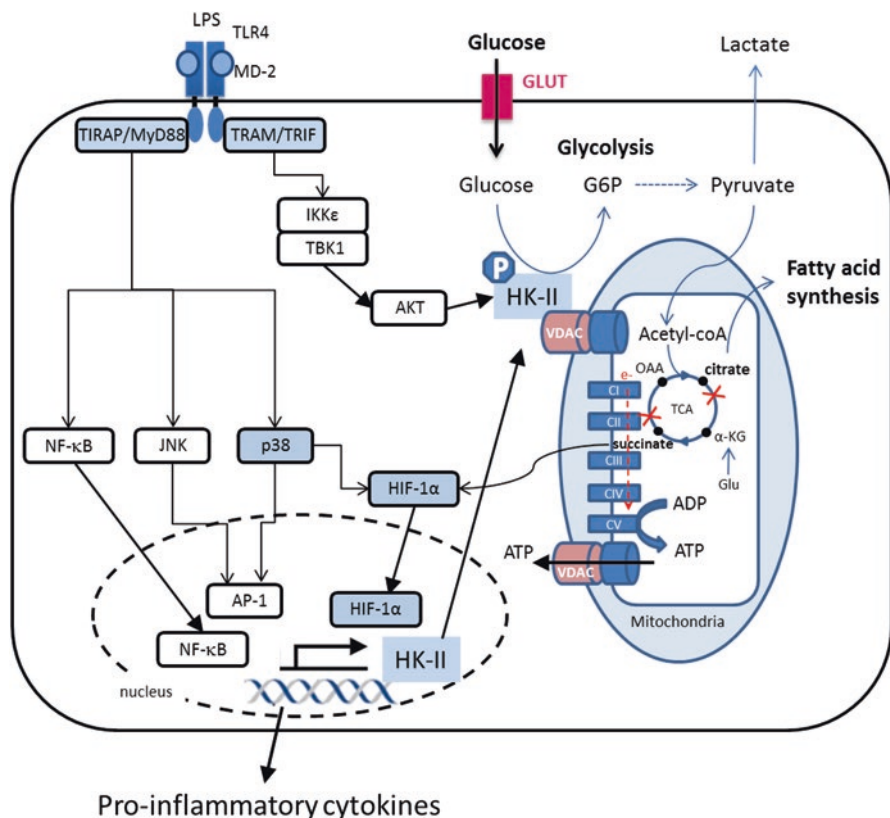 LPS
TLR4
MD-2
Glucose
GLUT
Lactate
TIRAP/MyD88
TRAM/TRIF
Glycolysis
Glucose
G6P
Pyruvate
IKKε
TBK1
P
HK-II
AKT
Fatty acid
synthesis
VDAC
Acetyl-coA
OAA
citrate
e-
CI
TCA
CII
α-KG
succinate
NF-κB
JNK
p38
CIII
Glu
HIF-1α
CIV
ADP
CV
ATP
ATP
VDAC
AP-1
HIF-1α
Mitochondria
NF-κB
HK-II
nucleus
Pro-inflammatory cytokines